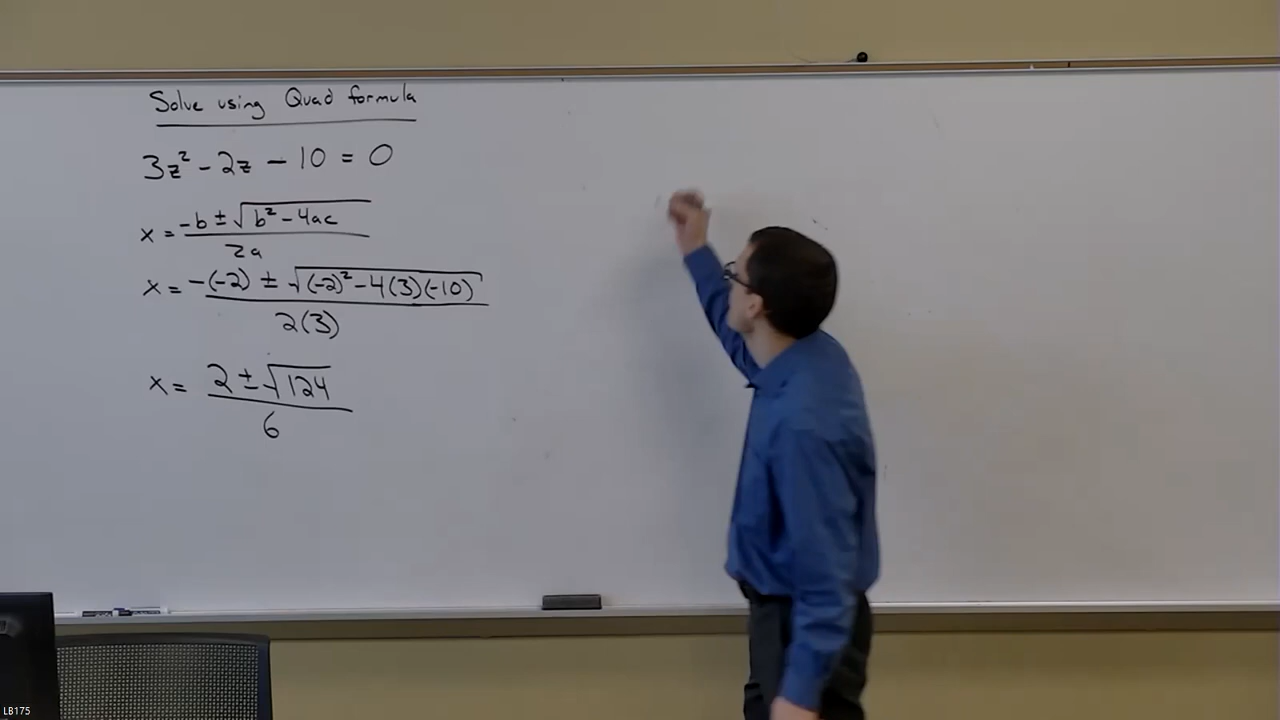 Solve using Quad formula
3z² - 2z - 10 = 0
x = -b ± √(b² - 4ac) / 2a
x = -(-2) ± √((-2)² - 4(3)(-10)) / 2(3)
x = 2 ± √124 / 6
LB175